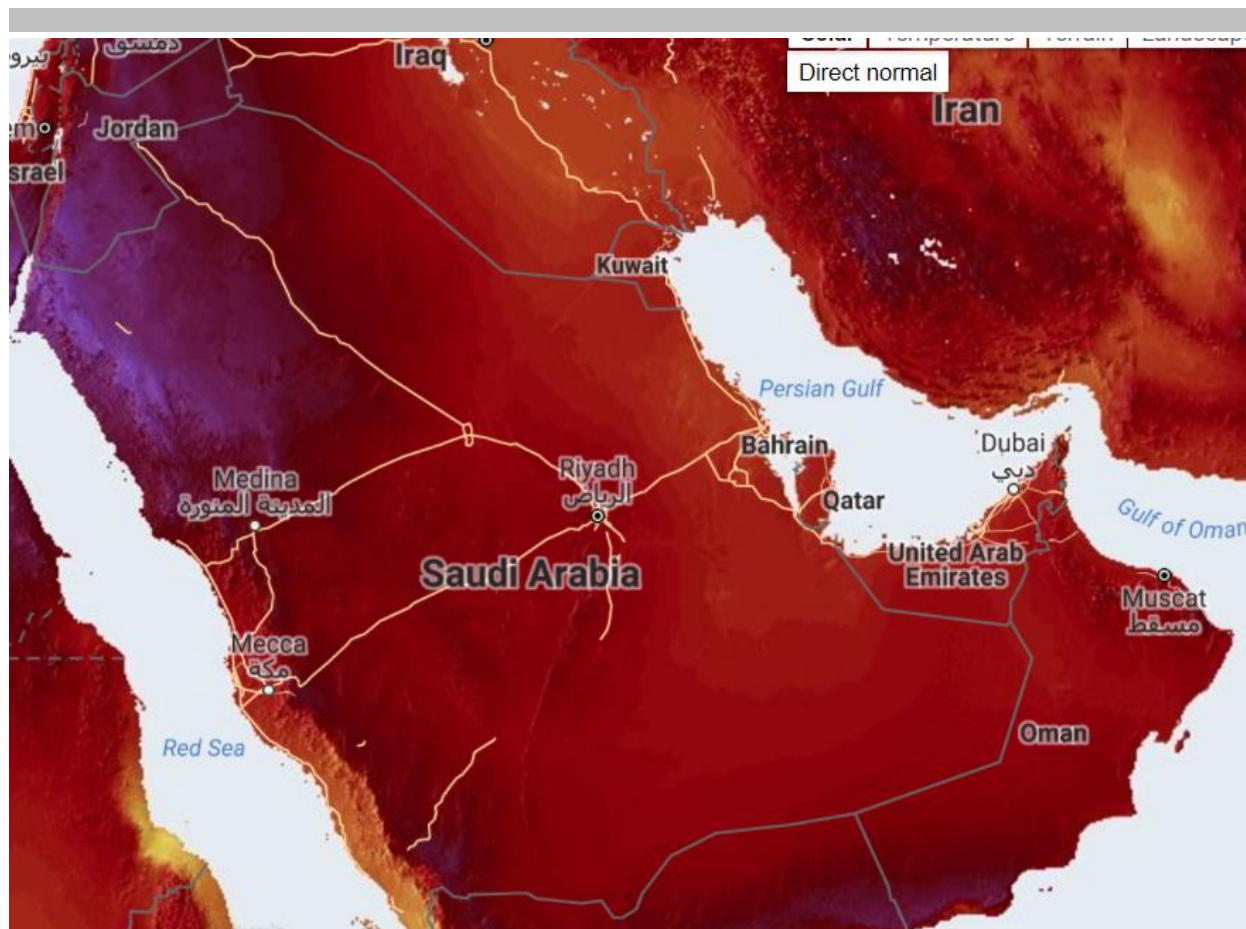 دمشق
Iraq
Direct normal
Iran
Jordan
Kuwait
Persian Gulf
Bahrain
Dubai
دبي
Medina
المدينة المنورة
Riyadh
الرياض
Qatar
Gulf of Oman
United Arab
Emirates
Saudi Arabia
Muscat
مسقط
Mecca
مكة
Oman
Red Sea